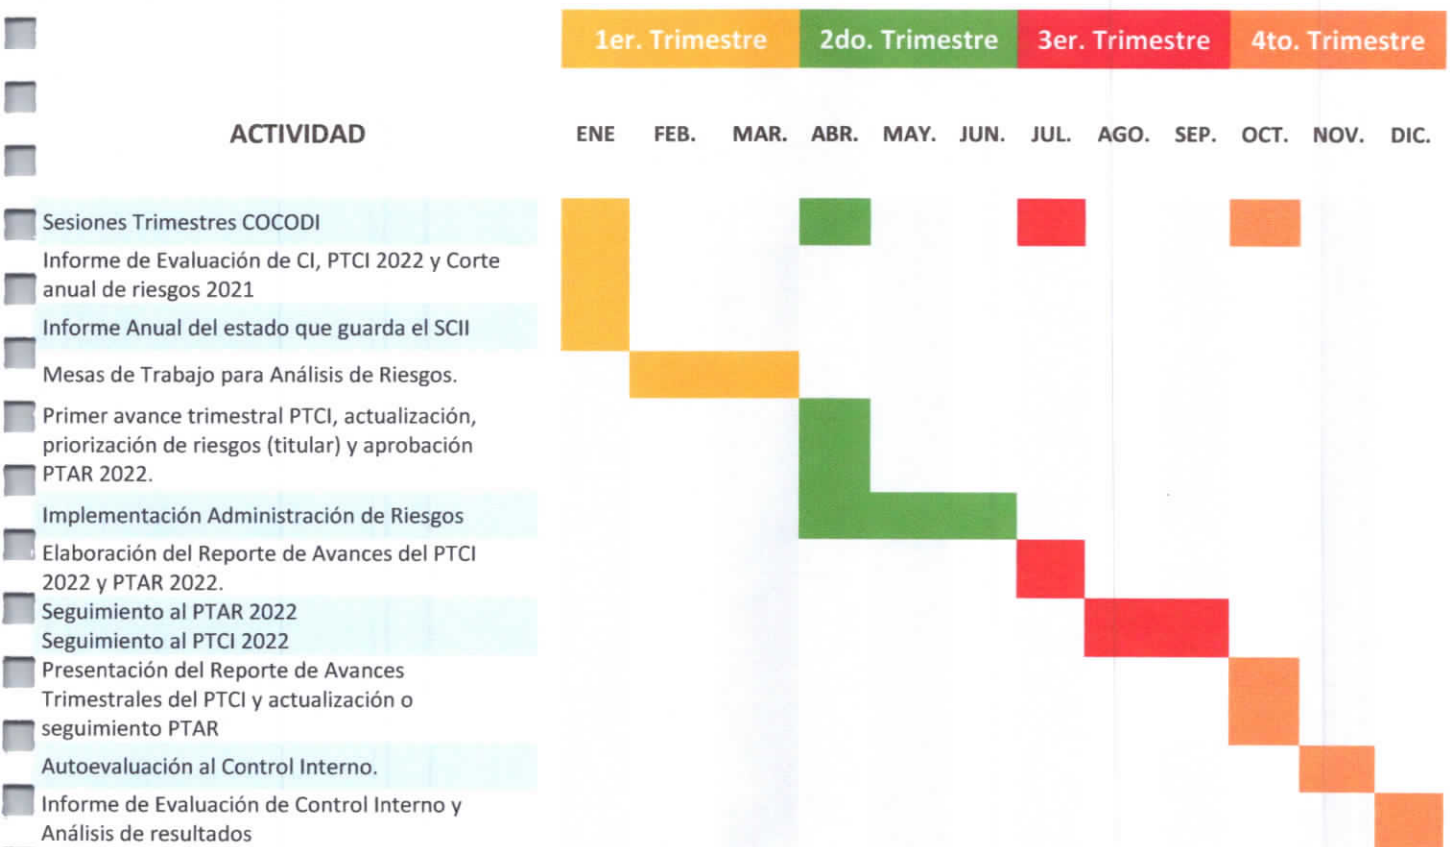 1er. Trimestre 2do. Trimestre 3er. Trimestre 4to. Trimestre
ACTIVIDAD ENE FEB. MAR. ABR. MAY. JUN. JUL. AGO. SEP. OCT. NOV. DIC.
Sesiones Trimestres COCODI
Informe de Evaluación de CI, PTCI 2022 y Corte
anual de riesgos 2021
Informe Anual del estado que guarda el SCII
Mesas de Trabajo para Análisis de Riesgos.
Primer avance trimestral PTCI, actualización,
priorización de riesgos (titular) y aprobación
PTAR 2022.
Implementación Administración de Riesgos
Elaboración del Reporte de Avances del PTCI
2022 y PTAR 2022.
Seguimiento al PTAR 2022
Seguimiento al PTCI 2022
Presentación del Reporte de Avances
Trimestrales del PTCI y actualización o
seguimiento PTAR
Autoevaluación al Control Interno.
Informe de Evaluación de Control Interno y
Análisis de resultados